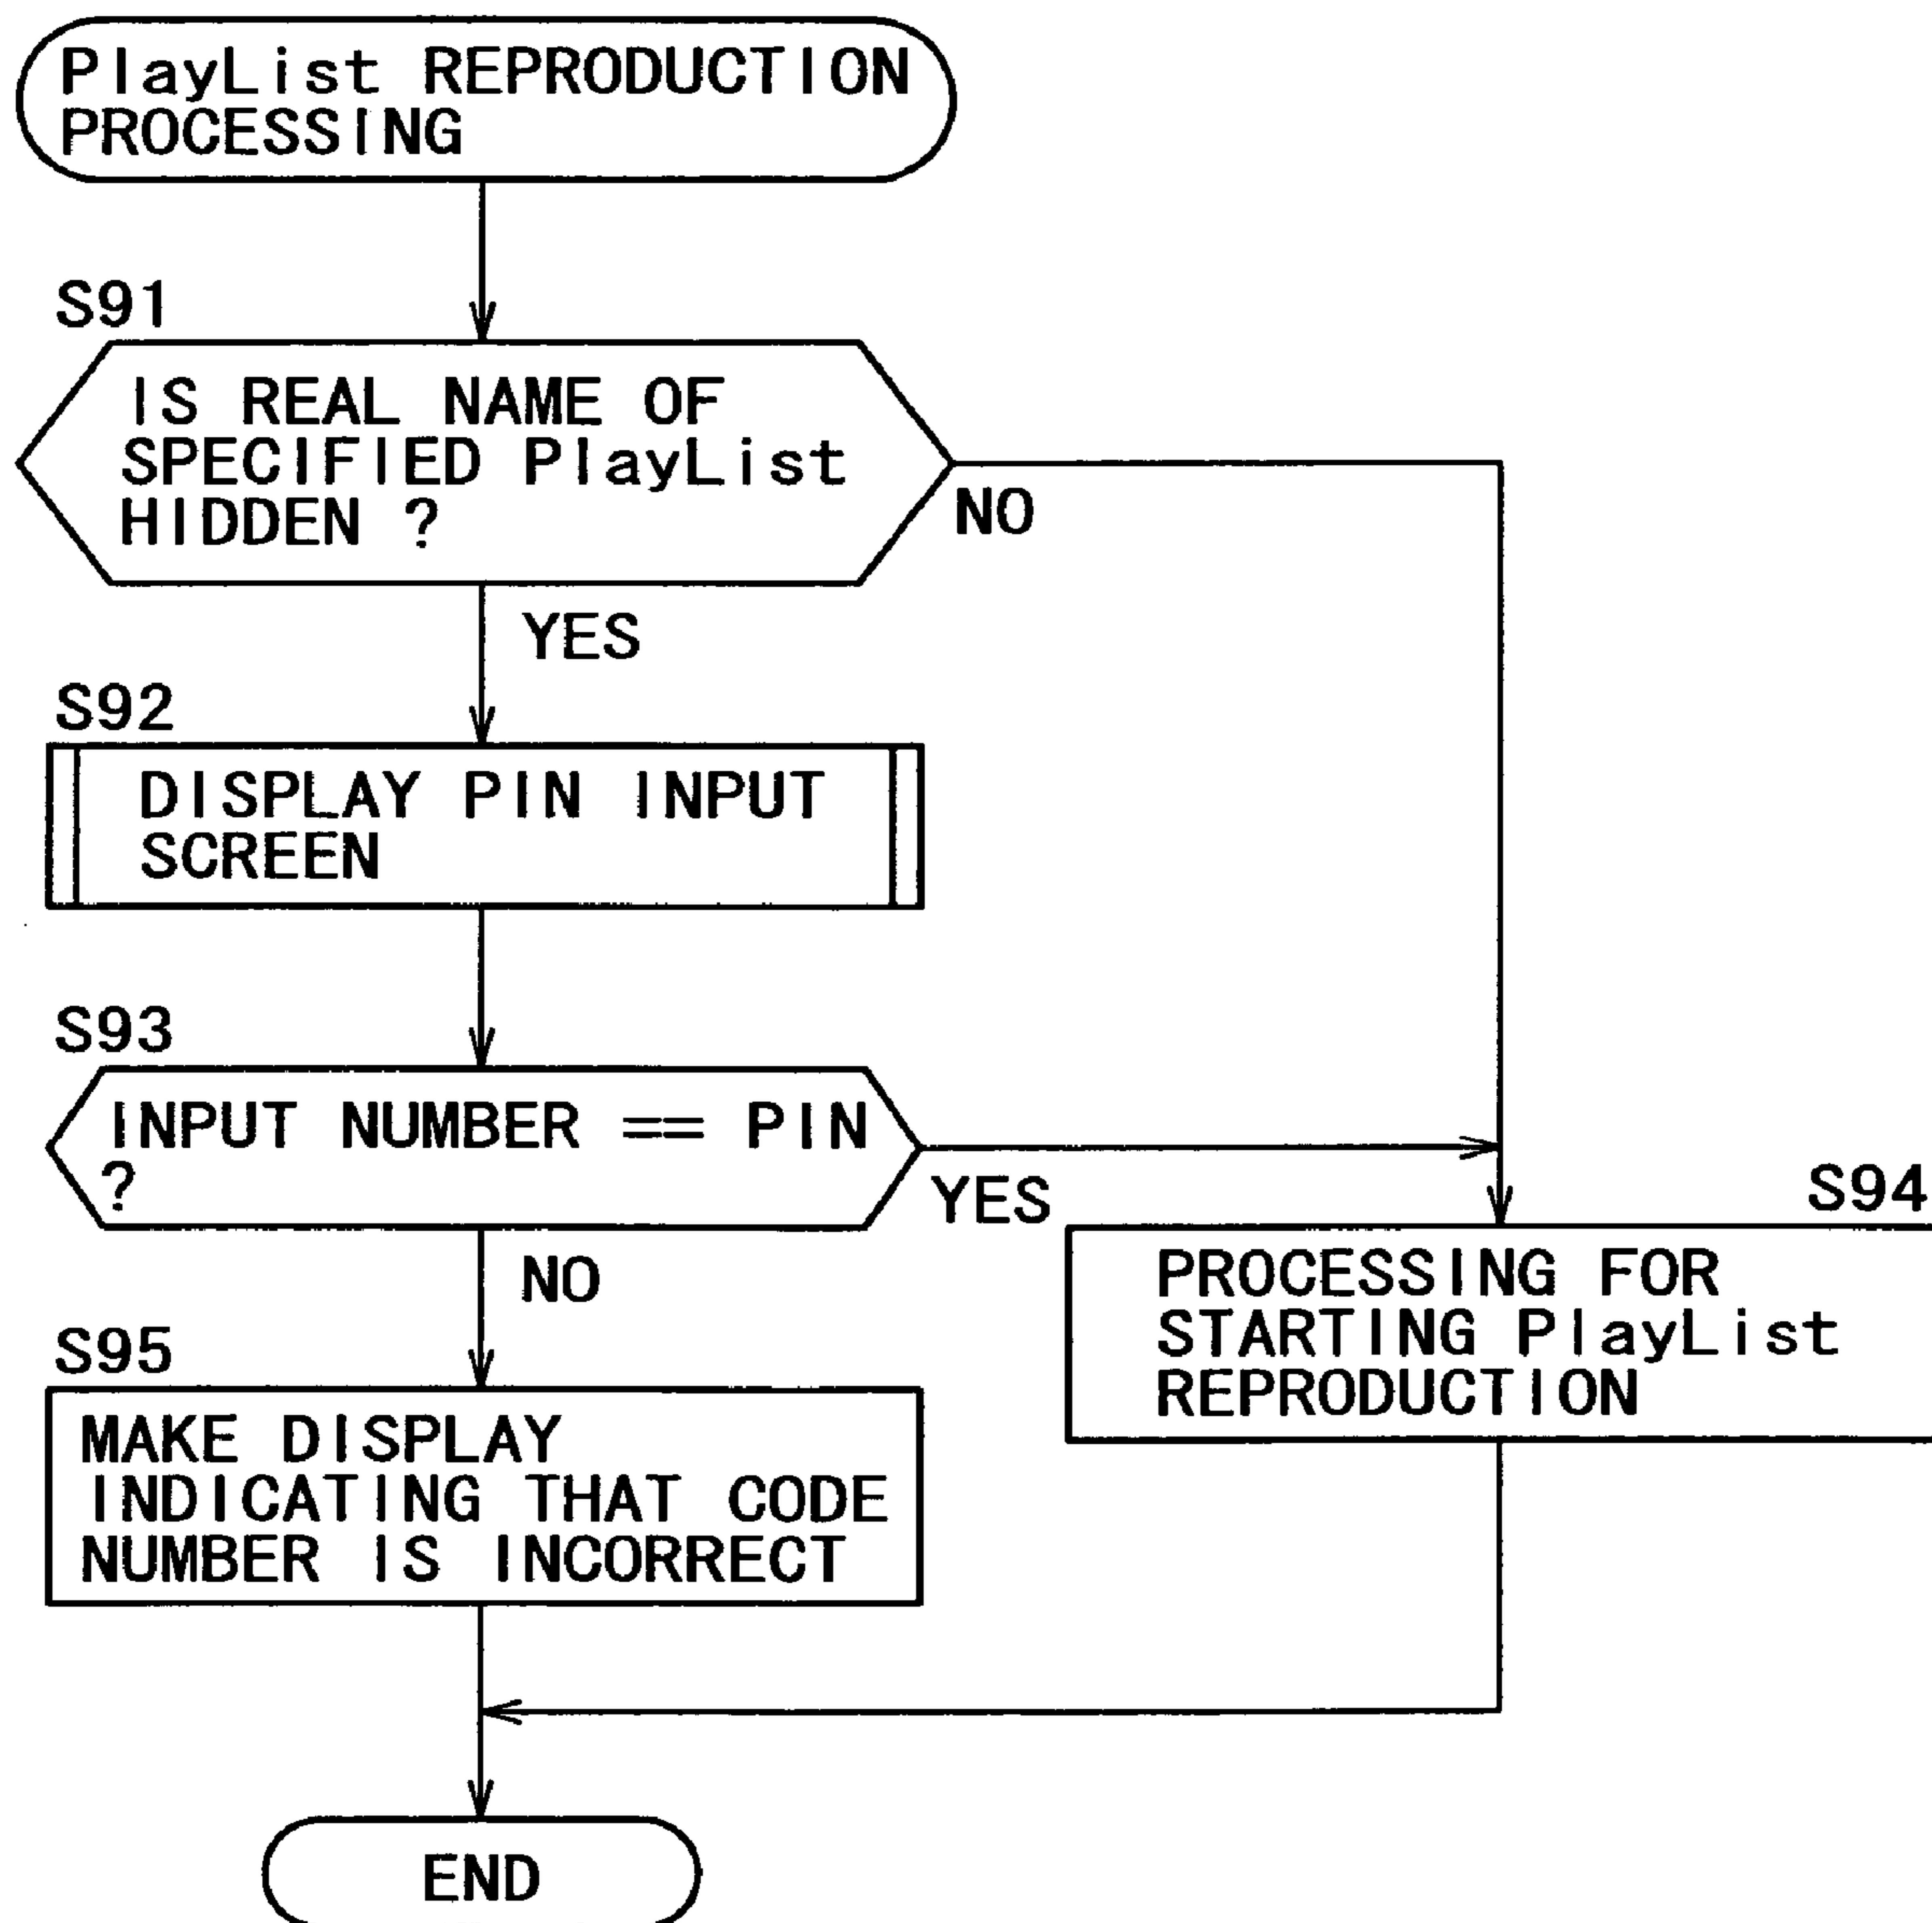 PlayList REPRODUCTION
PROCESSING
S91
IS REAL NAME OF
SPECIFIED PlayList
HIDDEN ?
NO
YES
S92
DISPLAY PIN INPUT
SCREEN
S93
INPUT NUMBER == PIN
?
YES
S94
NO
PROCESSING FOR
STARTING PlayList
REPRODUCTION
S95
MAKE DISPLAY
INDICATING THAT CODE
NUMBER IS INCORRECT
END